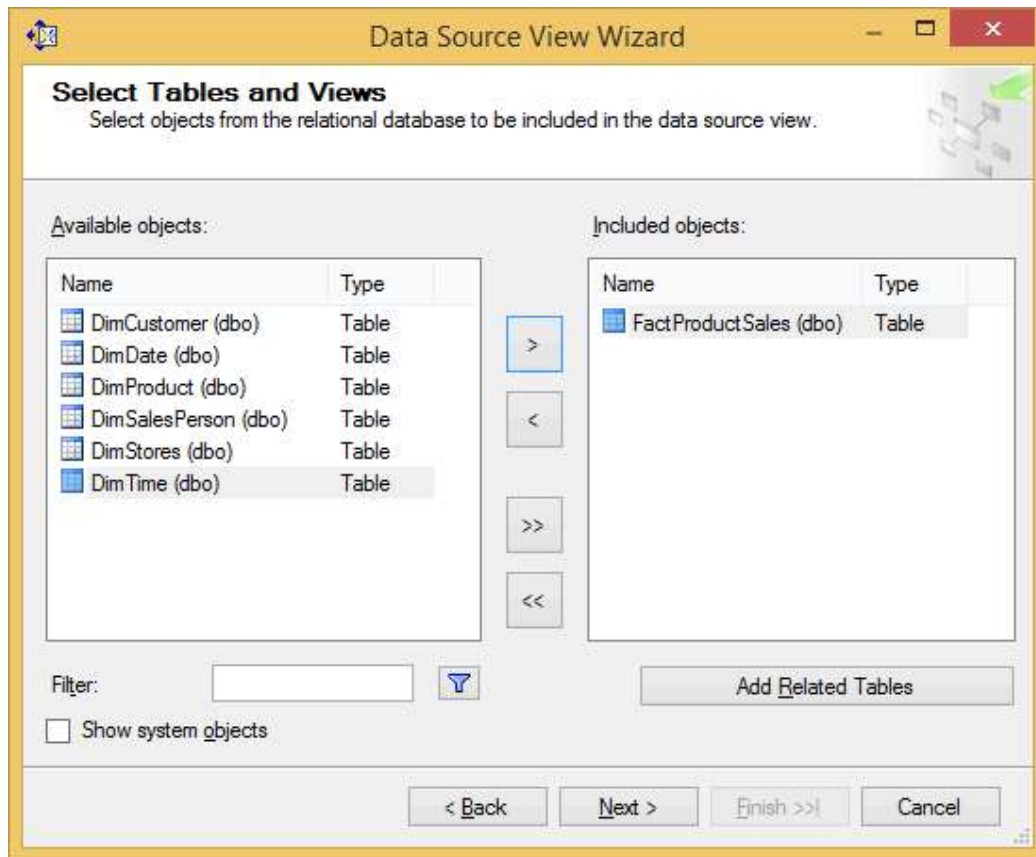 Data Source View Wizard
Select Tables and Views
Select objects from the relational database to be included in the data source view.
Available objects:
Name Type
DimCustomer (dbo) Table
DimDate (dbo) Table
DimProduct (dbo) Table
DimSalesPerson (dbo) Table
DimStores (dbo) Table
DimTime (dbo) Table
>
<
>>
<<
Included objects:
Name Type
FactProductSales (dbo) Table
Filter:
Add Related Tables
Show system objects
< Back Next > Finish >>| Cancel